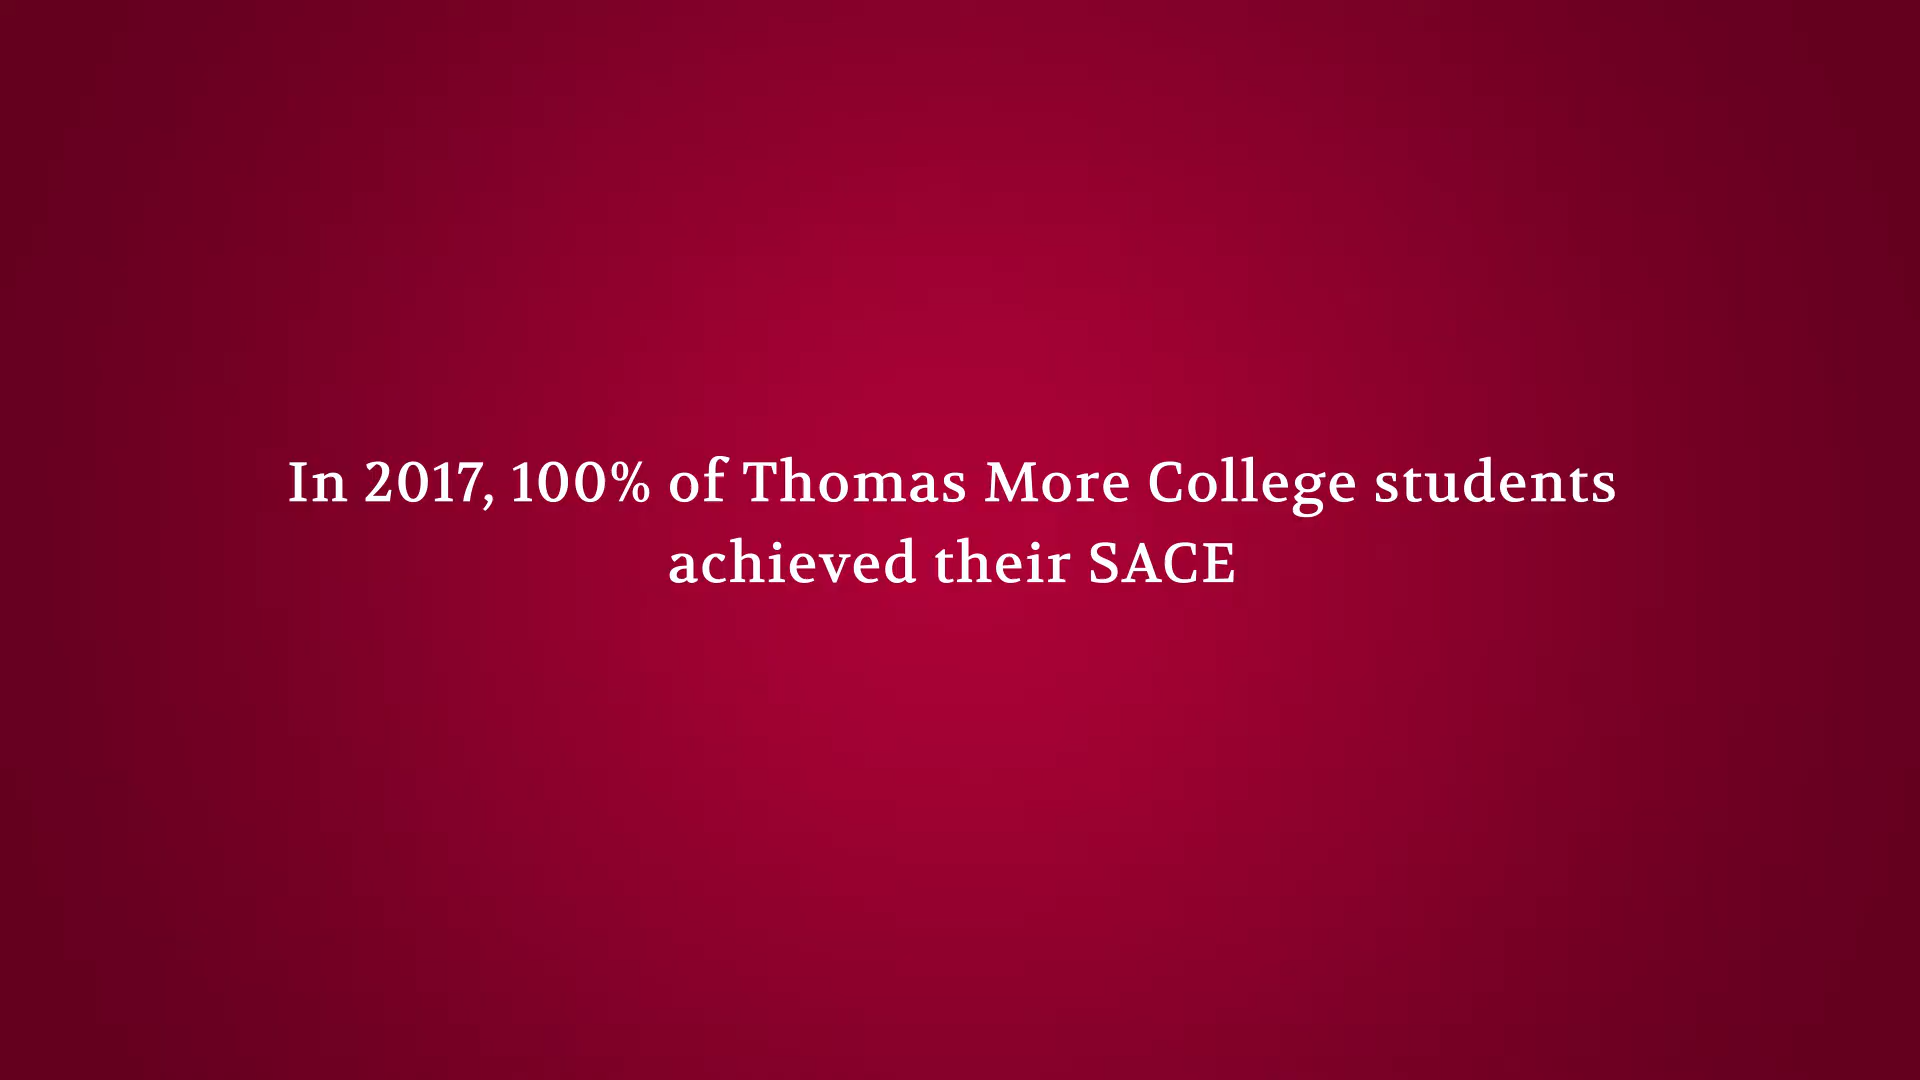 In 2017, 100% of Thomas More College students
achieved their SACE